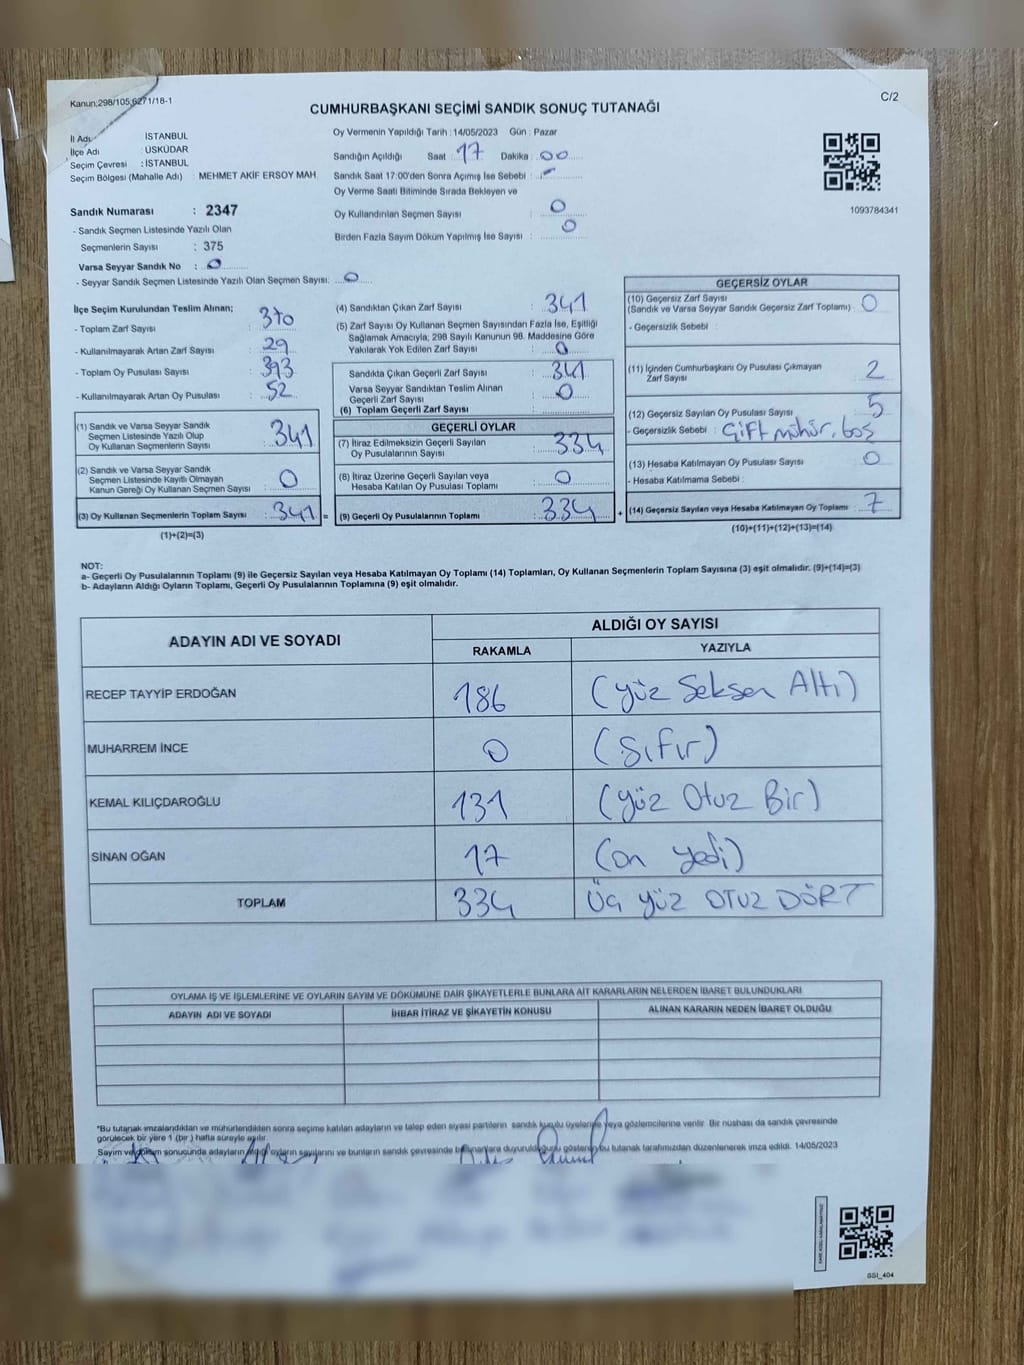 Kanun;298/105;6271/18-1
C/2
CUMHURBAŞKANI SEÇİMİ SANDIK SONUÇ TUTANAĞI
İl Adı : İSTANBUL
İlçe Adı : ÜSKÜDAR
Seçim Çevresi : İSTANBUL
Seçim Bölgesi (Mahalle Adı) : MEHMET AKİF ERSOY MAH.
Sandık Numarası : 2347
- Sandık Seçmen Listesinde Yazılı Olan
Seçmenlerin Sayısı : 375
Varsa Seyyar Sandık No : 0
- Seyyar Sandık Seçmen Listesinde Yazılı Olan Seçmen Sayısı: 0
Oy Vermenin Yapıldığı Tarih : 14/05/2023 Gün : Pazar
Sandığın Açıldığı Saat : 17 Dakika : 00
Sandık Saat 17:00'den Sonra Açımış İse Sebebi : -
Oy Verme Saati Bitiminde Sırada Bekleyen ve
Oy Kullandırılan Seçmen Sayısı : 0
Birden Fazla Sayım Döküm Yapılmış İse Sayısı : 0
1093784341
İlçe Seçim Kurulundan Teslim Alınan;
- Toplam Zarf Sayısı : 370
- Kullanılmayarak Artan Zarf Sayısı : 29
- Toplam Oy Pusulası Sayısı : 393
- Kullanılmayarak Artan Oy Pusulası : 52
(1) Sandık ve Varsa Seyyar Sandık
Seçmen Listesinde Yazılı Olup
Oy Kullanan Seçmenlerin Sayısı : 341
(2) Sandık ve Varsa Seyyar Sandık
Seçmen Listesinde Kayıtlı Olmayan
Kanun Gereği Oy Kullanan Seçmen Sayısı : 0
(3) Oy Kullanan Seçmenlerin Toplam Sayısı : 341 =
(1)+(2)=(3)
(4) Sandıktan Çıkan Zarf Sayısı : 341
(5) Zarf Sayısı Oy Kullanan Seçmen Sayısından Fazla İse, Eşitliği
Sağlamak Amacıyla; 298 Sayılı Kanunun 98. Maddesine Göre
Yakılarak Yok Edilen Zarf Sayısı : 0
Sandıkta Çıkan Geçerli Zarf Sayısı : 341
Varsa Seyyar Sandıktan Teslim Alınan
Geçerli Zarf Sayısı : 0
(6) Toplam Geçerli Zarf Sayısı :
GEÇERLİ OYLAR
(7) İtiraz Edilmeksizin Geçerli Sayılan
Oy Pusulalarının Sayısı : 334
(8) İtiraz Üzerine Geçerli Sayılan veya
Hesaba Katılan Oy Pusulası Toplamı : 0
(9) Geçerli Oy Pusulalarının Toplamı : 334 +
GEÇERSİZ OYLAR
(10) Geçersiz Zarf Sayısı
(Sandık ve Varsa Seyyar Sandık Geçersiz Zarf Toplamı) : 0
- Geçersizlik Sebebi :
(11) İçinden Cumhurbaşkanı Oy Pusulası Çıkmayan
Zarf Sayısı : 2
(12) Geçersiz Sayılan Oy Pusulası Sayısı : 5
- Geçersizlik Sebebi : Çift mühür, boş
(13) Hesaba Katılmayan Oy Pusulası Sayısı : 0
- Hesaba Katılmama Sebebi :
(14) Geçersiz Sayılan veya Hesaba Katılmayan Oy Toplamı : 7
(10)+(11)+(12)+(13)=(14)
NOT:
a- Geçerli Oy Pusulalarının Toplamı (9) ile Geçersiz Sayılan veya Hesaba Katılmayan Oy Toplamı (14) Toplamları, Oy Kullanan Seçmenlerin Toplam Sayısına (3) eşit olmalıdır. (9)+(14)=(3)
b- Adayların Aldığı Oyların Toplamı, Geçerli Oy Pusulalarının Toplamına (9) eşit olmalıdır.
ADAYIN ADI VE SOYADI
ALDIĞI OY SAYISI
RAKAMLA YAZIYLA
RECEP TAYYİP ERDOĞAN 186 (yüz Seksen Altı)
MUHARREM İNCE 0 (Sıfır)
KEMAL KILIÇDAROĞLU 131 (yüz Otuz Bir)
SİNAN OĞAN 17 (on yedi)
TOPLAM 334 Üç yüz OTUZ DÖRT
OYLAMA İŞ VE İŞLEMLERİNE VE OYLARIN SAYIM VE DÖKÜMÜNE DAİR ŞİKAYETLERLE BUNLARA AİT KARARLARIN NELERDEN İBARET BULUNDUKLARI
ADAYIN ADI VE SOYADI İHBAR İTİRAZ VE ŞİKAYETİN KONUSU ALINAN KARARIN NEDEN İBARET OLDUĞU
*Bu tutanak imzalandıktan ve mühürlendikten sonra seçime katılan adayların ve talep eden siyasi partilerin sandık kurulu üyelerine veya gözlemcilerine verilir. Bir nüshası da sandık çevresinde
görülecek bir yere 1 (bir) hafta süreyle asılır.
Sayım ve döküm sonucunda adayların aldığı oyların sayılarını ve bunların sandık çevresinde duyurulduğunu gösteren bu tutanak tarafımızdan düzenlenerek imza edildi. 14/05/2023
SSI_404